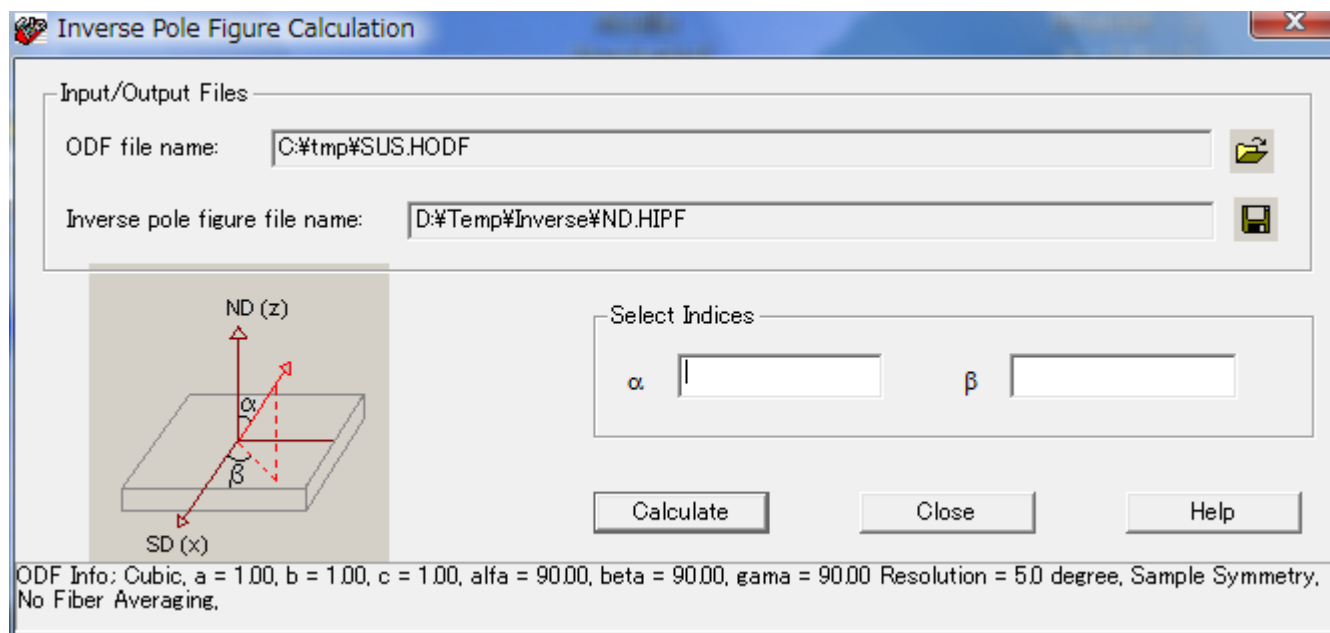 Inverse Pole Figure Calculation
x
Input/Output Files
ODF file name:
C:¥tmp¥SUS.HODF
Inverse pole figure file name:
D:¥Temp¥Inverse¥ND.HIPF
ND (z)
α
β
SD (x)
Select Indices
α
β
Calculate
Close
Help
ODF Info; Cubic, a = 1.00, b = 1.00, c = 1.00, alfa = 90.00, beta = 90.00, gama = 90.00 Resolution = 5.0 degree, Sample Symmetry,
No Fiber Averaging,